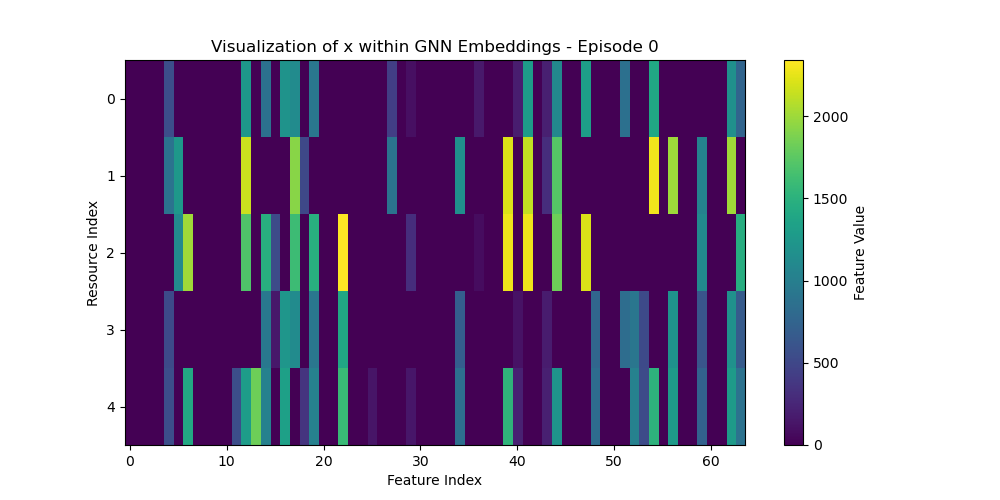 Visualization of x within GNN Embeddings - Episode 0
Resource Index
0
1
2
3
4
0 10 20 30 40 50 60
Feature Index
2000
1500
1000
500
0
Feature Value